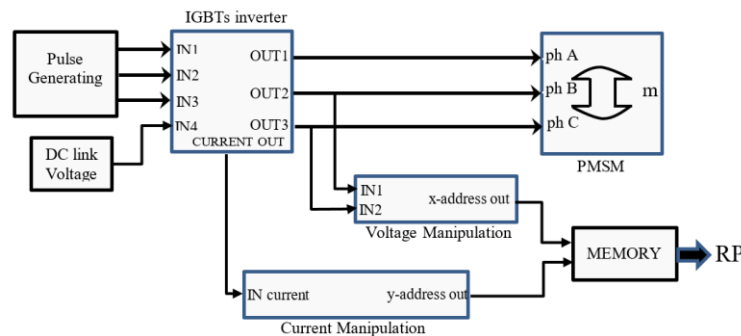 IGBTs inverter
Pulse
Generating
IN1
IN2
IN3
IN4
OUT1
OUT2
OUT3
CURRENT OUT
DC link
Voltage
ph A
ph B
ph C
m
PMSM
IN1
IN2
x-address out
Voltage Manipulation
MEMORY
RP
IN current
y-address out
Current Manipulation